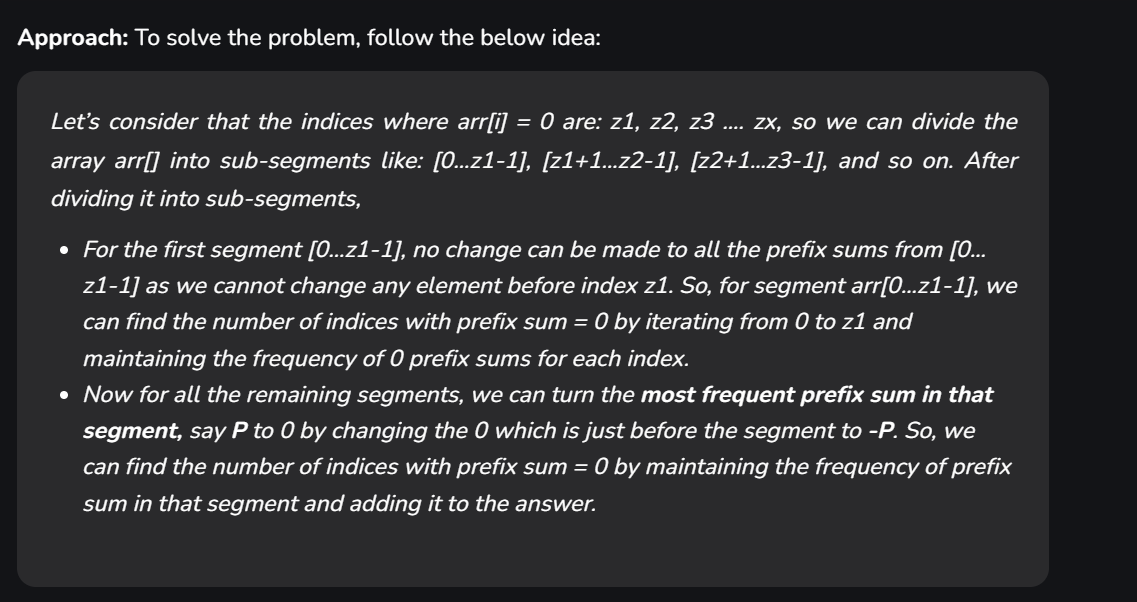 Approach: To solve the problem, follow the below idea:
Let’s consider that the indices where arr[i] = 0 are: z1, z2, z3 .... zx, so we can divide the
array arr[] into sub-segments like: [0...z1-1], [z1+1...z2-1], [z2+1...z3-1], and so on. After
dividing it into sub-segments,
• For the first segment [0...z1-1], no change can be made to all the prefix sums from [0...
z1-1] as we cannot change any element before index z1. So, for segment arr[0...z1-1], we
can find the number of indices with prefix sum = 0 by iterating from 0 to z1 and
maintaining the frequency of 0 prefix sums for each index.
• Now for all the remaining segments, we can turn the most frequent prefix sum in that
segment, say P to 0 by changing the 0 which is just before the segment to -P. So, we
can find the number of indices with prefix sum = 0 by maintaining the frequency of prefix
sum in that segment and adding it to the answer.